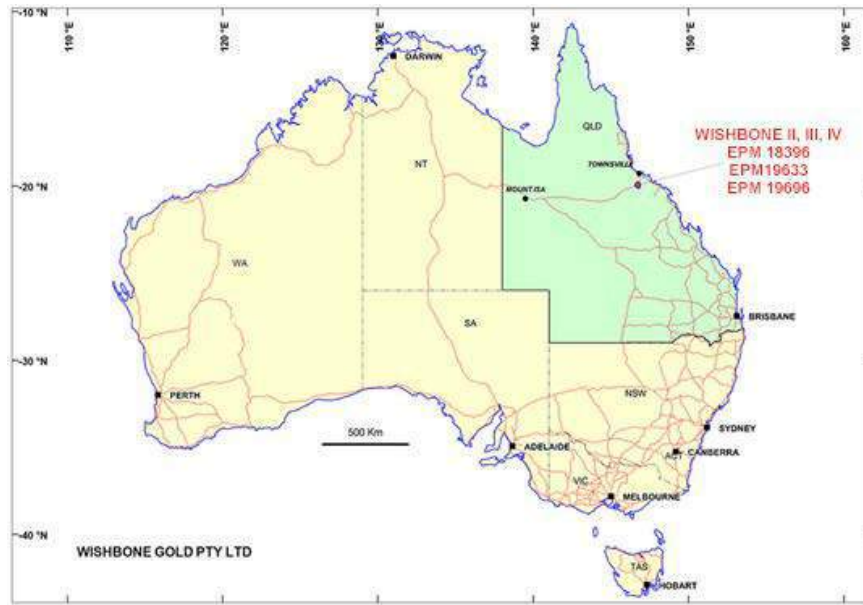 110 °E
120 °E
130 °E
140 °E
150 °E
160 °E
-10 °N
-20 °N
-30 °N
-40 °N
DARWIN
QLD
NT
TOWNSVILLE
MOUNT ISA
WISHBONE II, III, IV
EPM 18396
EPM19633
EPM 19696
WA
SA
BRISBANE
NSW
PERTH
500 Km
ADELAIDE
SYDNEY
ACT
CANBERRA
VIC
MELBOURNE
WISHBONE GOLD PTY LTD
TAS
HOBART